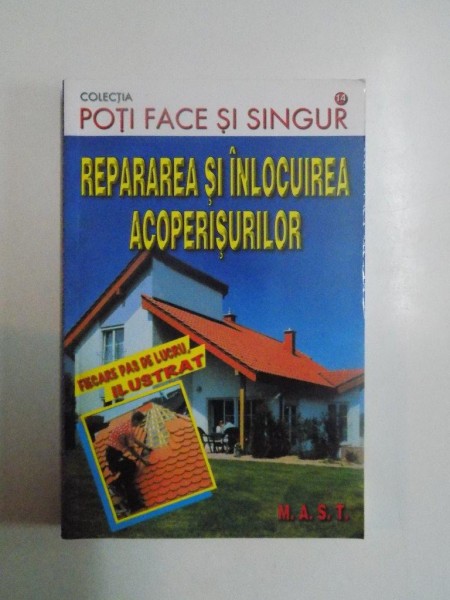 COLECȚIA
14
POȚI FACE ȘI SINGUR
REPARAREA ȘI ÎNLOCUIREA
ACOPERIȘURILOR
FIECARE PAS DE LUCRU,
ILUSTRAT
M. A. S. T.